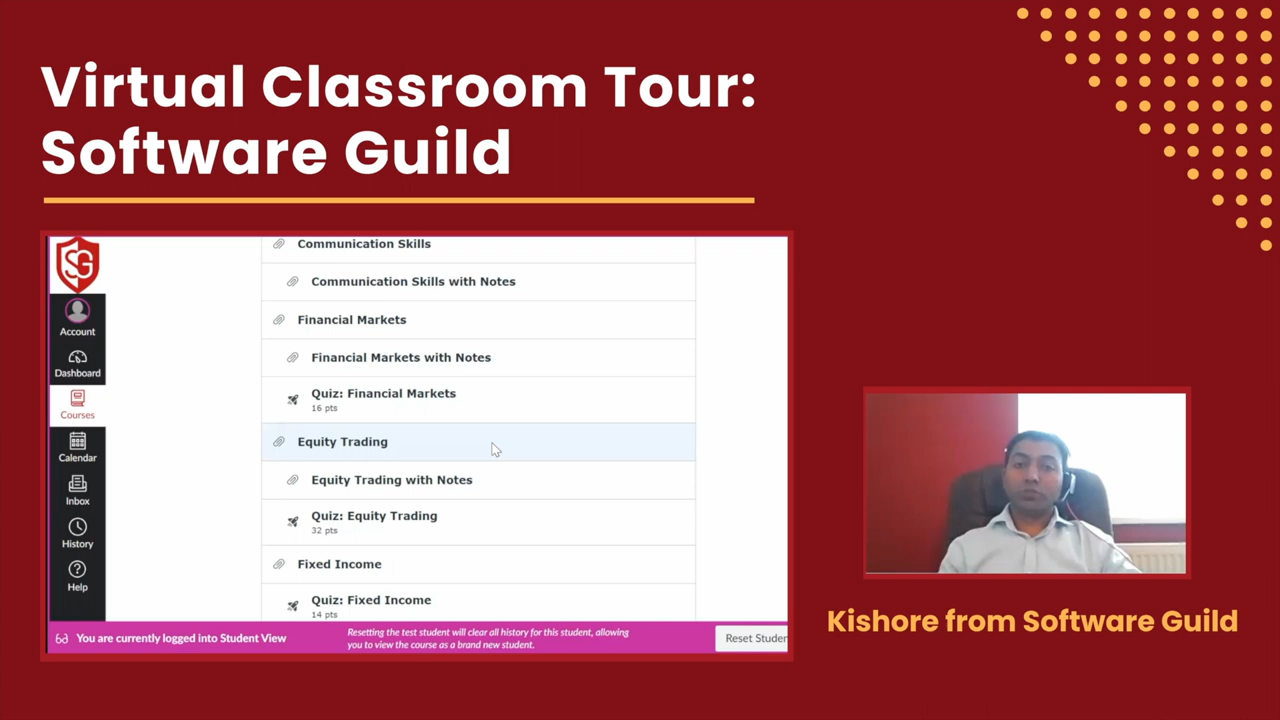 Virtual Classroom Tour:
Software Guild
SG
Account
Dashboard
Courses
Calendar
Inbox
History
Help
Communication Skills
Communication Skills with Notes
Financial Markets
Financial Markets with Notes
Quiz: Financial Markets
16 pts
Equity Trading
Equity Trading with Notes
Quiz: Equity Trading
32 pts
Fixed Income
Quiz: Fixed Income
14 pts
You are currently logged into Student View
Resetting the test student will clear all history for this student, allowing
you to view the course as a brand new student.
Reset Studen
Kishore from Software Guild